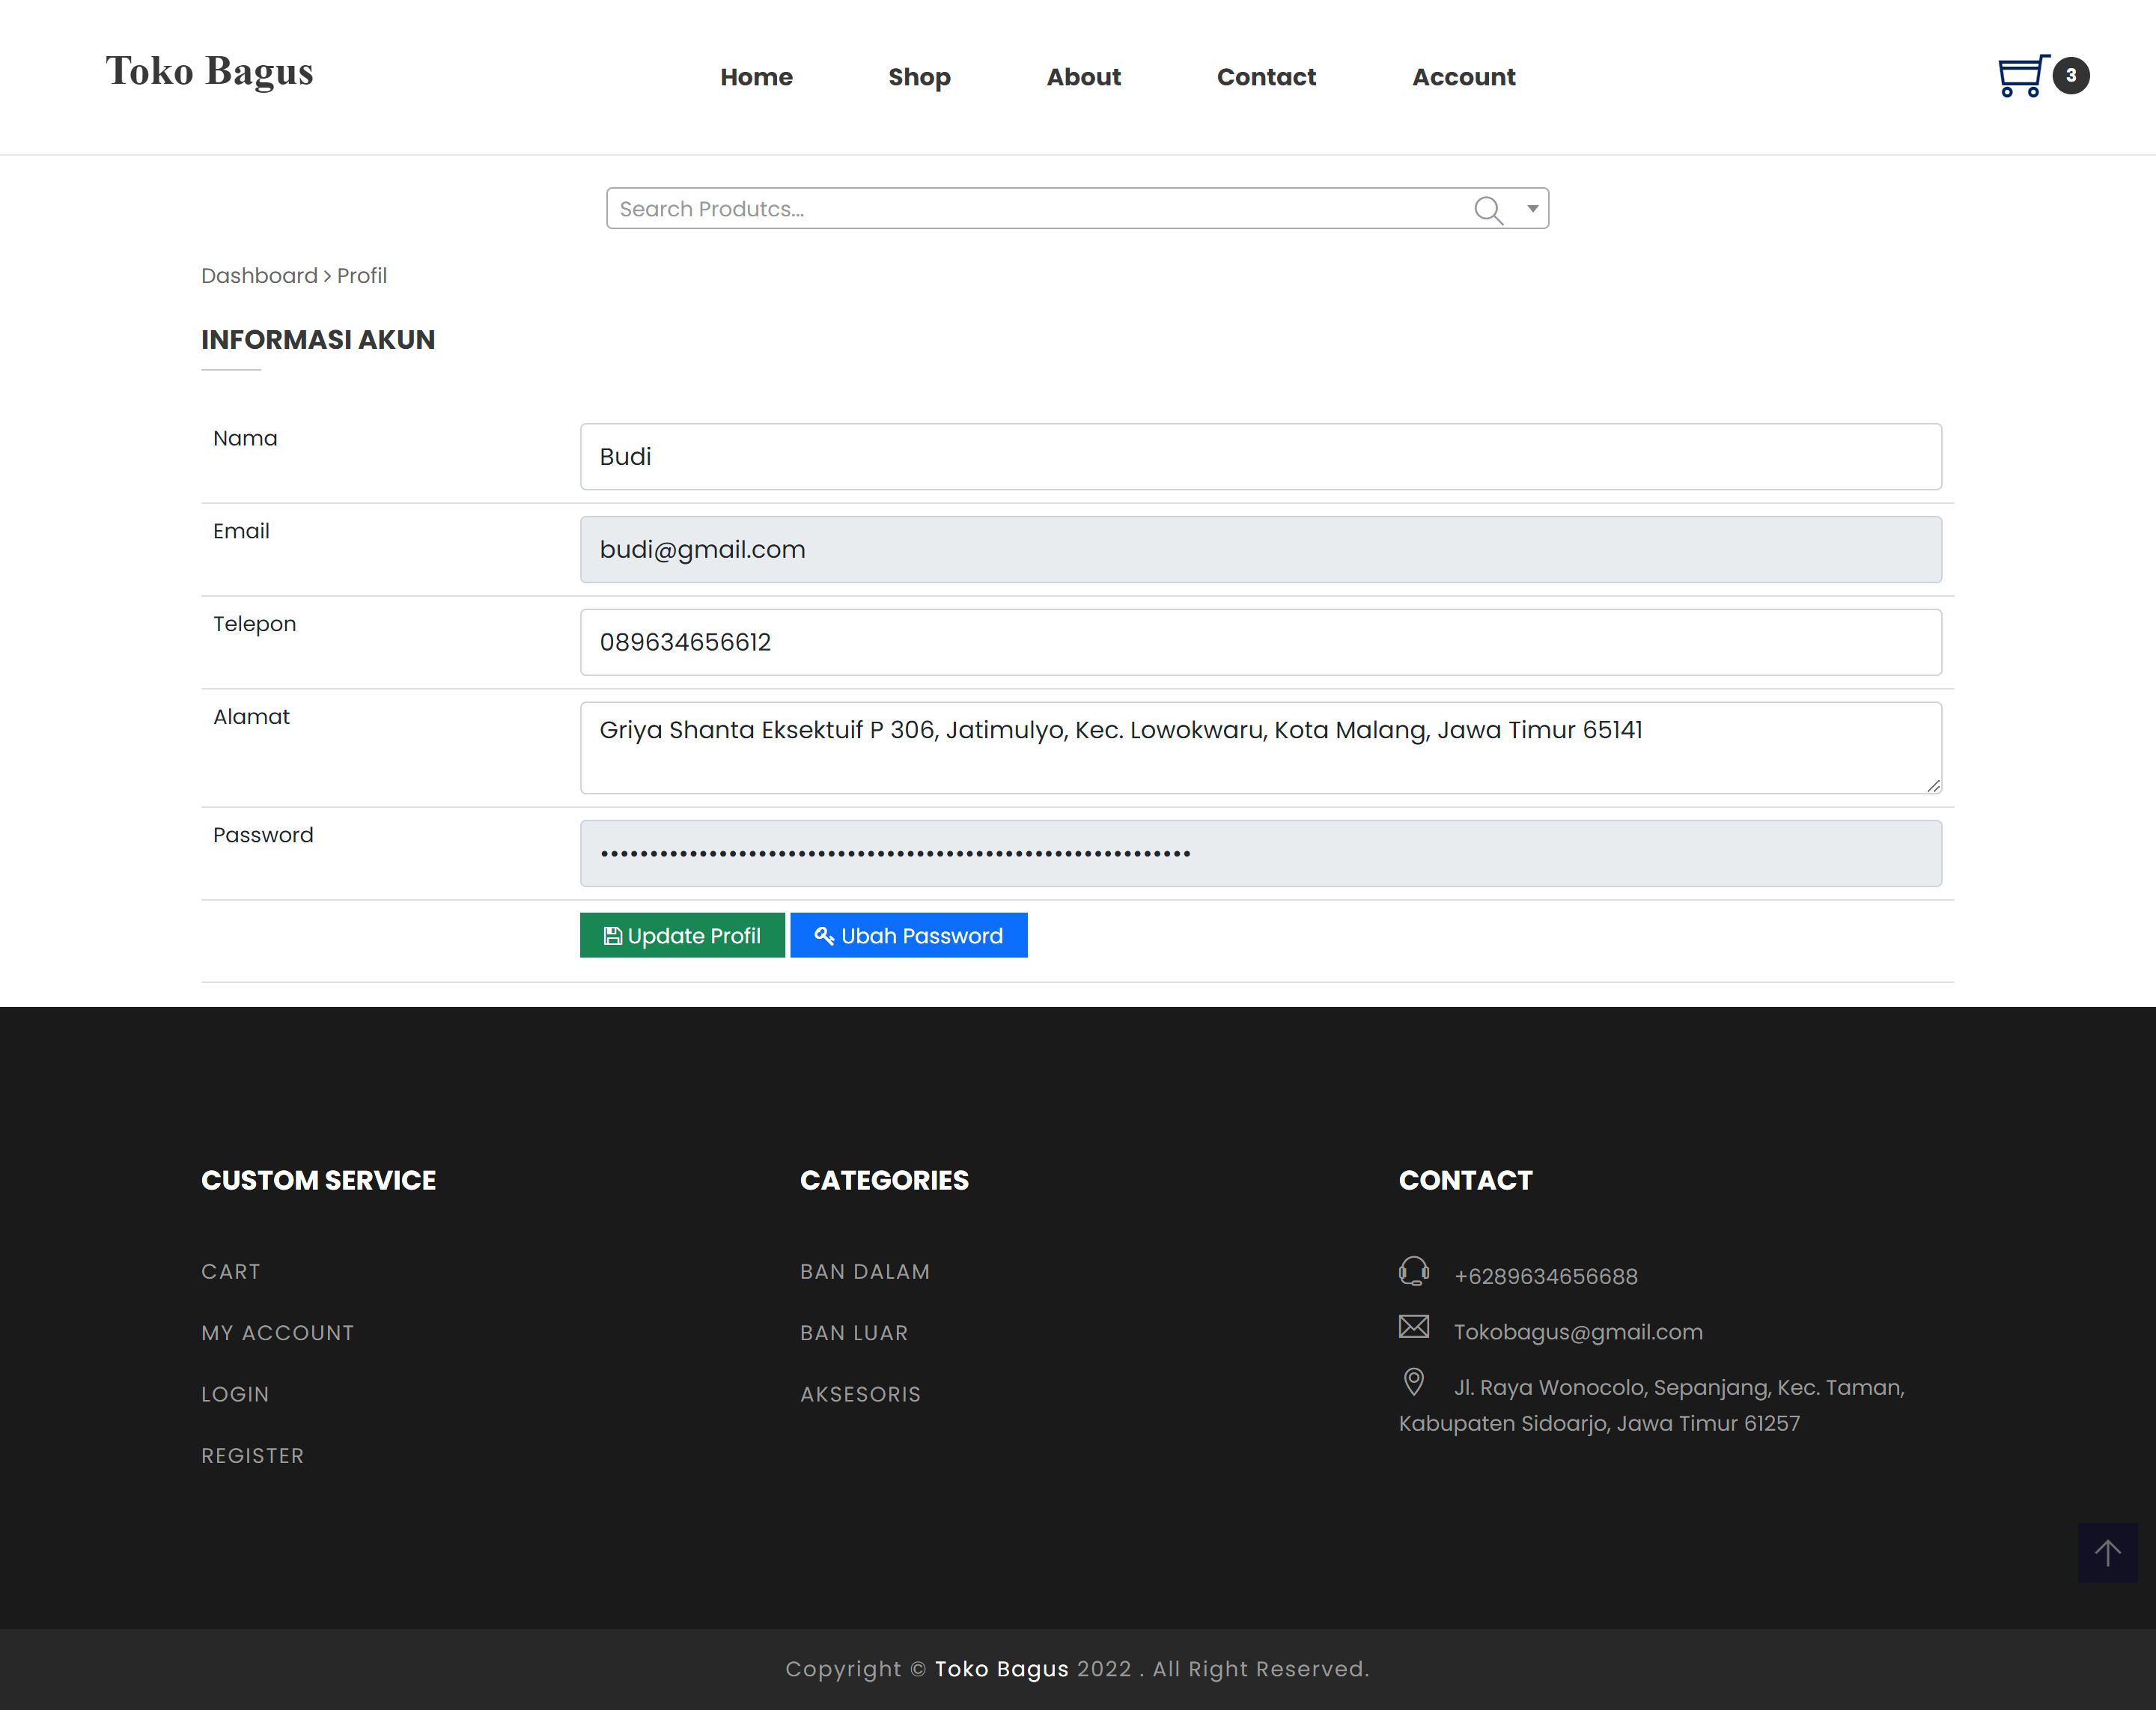 Toko Bagus
Home Shop About Contact Account
3
Search Produtcs...
Dashboard > Profil
INFORMASI AKUN
Nama
Budi
Email
budi@gmail.com
Telepon
089634656612
Alamat
Griya Shanta Eksektuif P 306, Jatimulyo, Kec. Lowokwaru, Kota Malang, Jawa Timur 65141
Password
Update Profil
Ubah Password
CUSTOM SERVICE
CART
MY ACCOUNT
LOGIN
REGISTER
CATEGORIES
BAN DALAM
BAN LUAR
AKSESORIS
CONTACT
+6289634656688
Tokobagus@gmail.com
Jl. Raya Wonocolo, Sepanjang, Kec. Taman,
Kabupaten Sidoarjo, Jawa Timur 61257
Copyright © Toko Bagus 2022 . All Right Reserved.